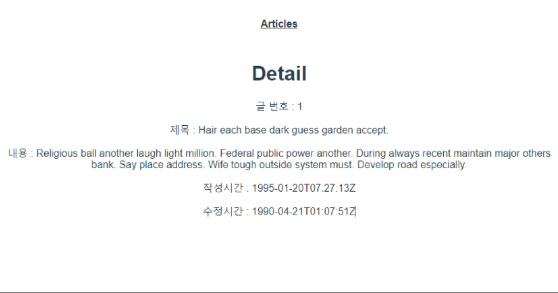 Articles
Detail
글 번호 : 1
제목 : Hair each base dark guess garden accept.
내용 : Religious ball another laugh light million. Federal public power another. During always recent maintain major others
bank. Say place address. Wife tough outside system must. Develop road especially.
작성시간 : 1995-01-20T07:27:13Z
수정시간 : 1990-04-21T01:07:51Z